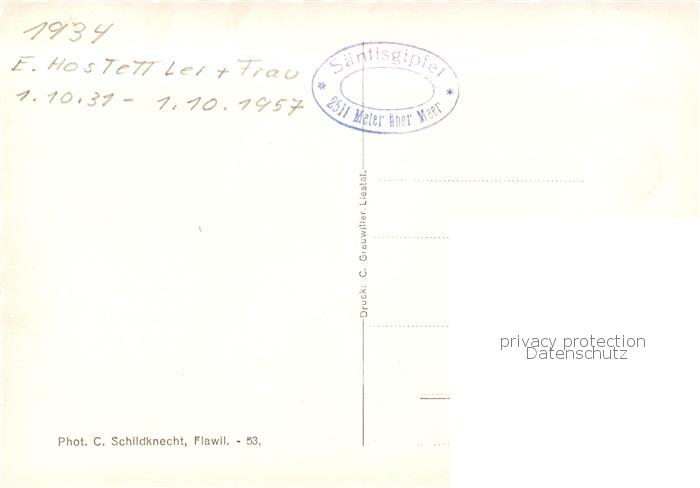 1934
E. Hostettler + Frau
1.10.31 - 1.10.1957
* Säntisgipfel *
2511 Meter über Meer
Druck: C. Grauwiller, Liestal.
privacy protection
Datenschutz
Phot. C. Schildknecht, Flawil. - 53,